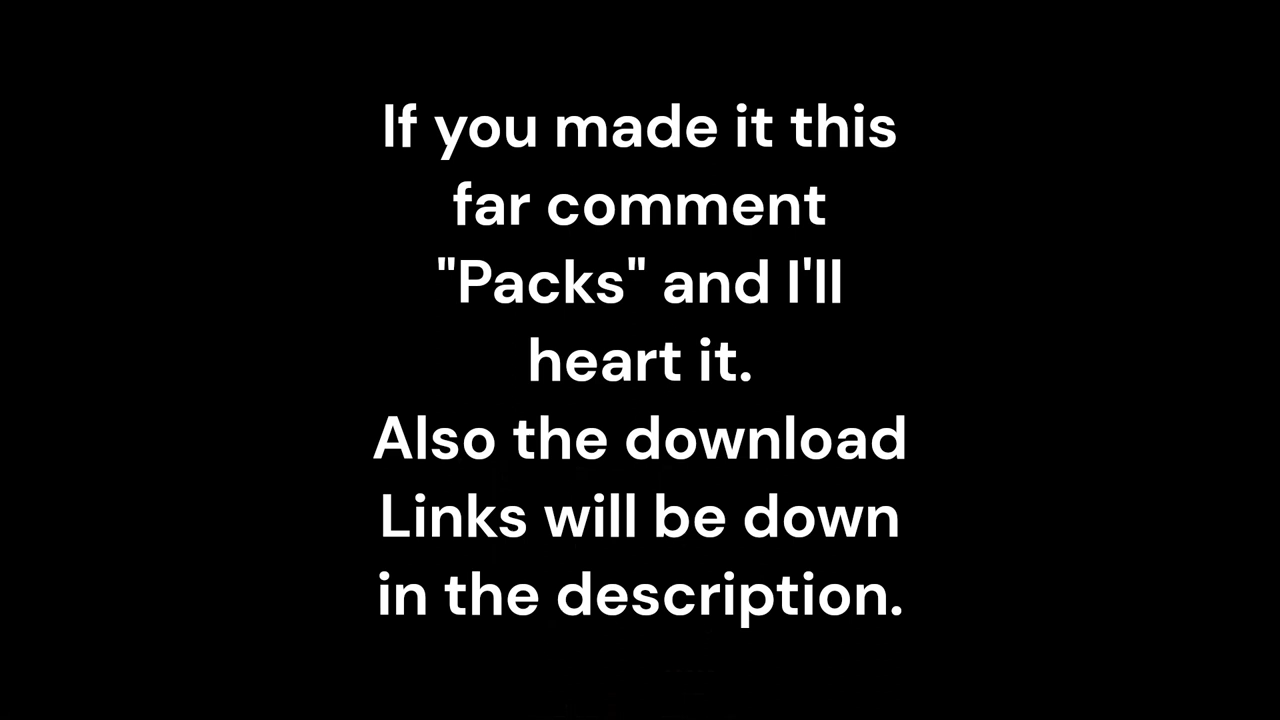 If you made it this
far comment
"Packs" and I'll
heart it.
Also the download
Links will be down
in the description.